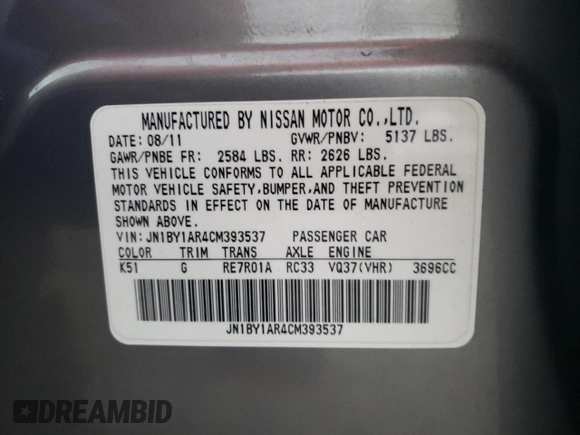 MANUFACTURED BY NISSAN MOTOR CO.,LTD.
DATE: 08/11 GVWR/PNBV: 5137 LBS.
GAWR/PNBE FR: 2584 LBS. RR: 2626 LBS.
THIS VEHICLE CONFORMS TO ALL APPLICABLE FEDERAL
MOTOR VEHICLE SAFETY,BUMPER,AND THEFT PREVENTION
STANDARDS IN EFFECT ON THE DATE OF MANUFACTURE
SHOWN ABOVE.
VIN: JN1BY1AR4CM393537 PASSENGER CAR
COLOR TRIM TRANS AXLE ENGINE
K51 G RE7R01A RC33 VQ37(VHR) 3696CC
JN1BY1AR4CM393537
DREAMBID